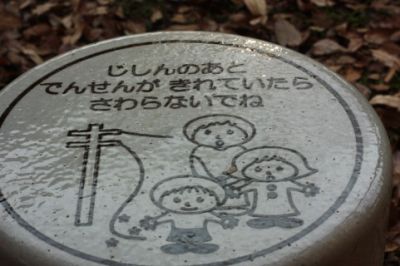 じしんのあと
でんせんが きれていたら
さわらないでね